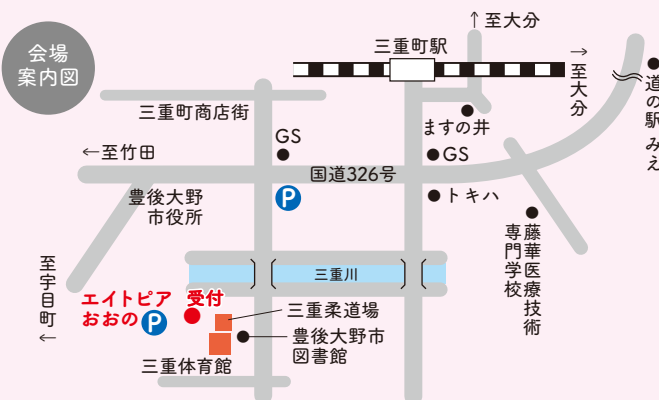 会場
案内図
↑至大分
三重町駅
→至大分
道の駅 みえ
三重町商店街
ますの井
GS
GS
←至竹田
国道326号
P
トキハ
豊後大野
市役所
藤華医療技術
専門学校
三重川
至宇目町←
エイトピア
おおの
P
受付
三重柔道場
豊後大野市
図書館
三重体育館